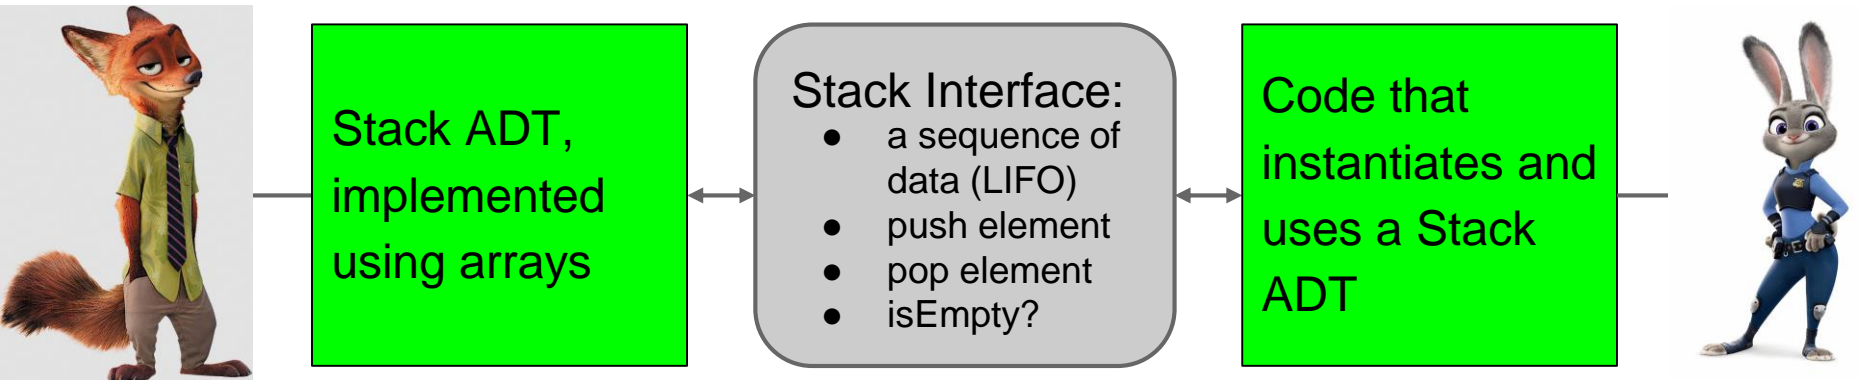 Stack ADT,
implemented
using arrays
Stack Interface:
● a sequence of
data (LIFO)
● push element
● pop element
● isEmpty?
Code that
instantiates and
uses a Stack
ADT